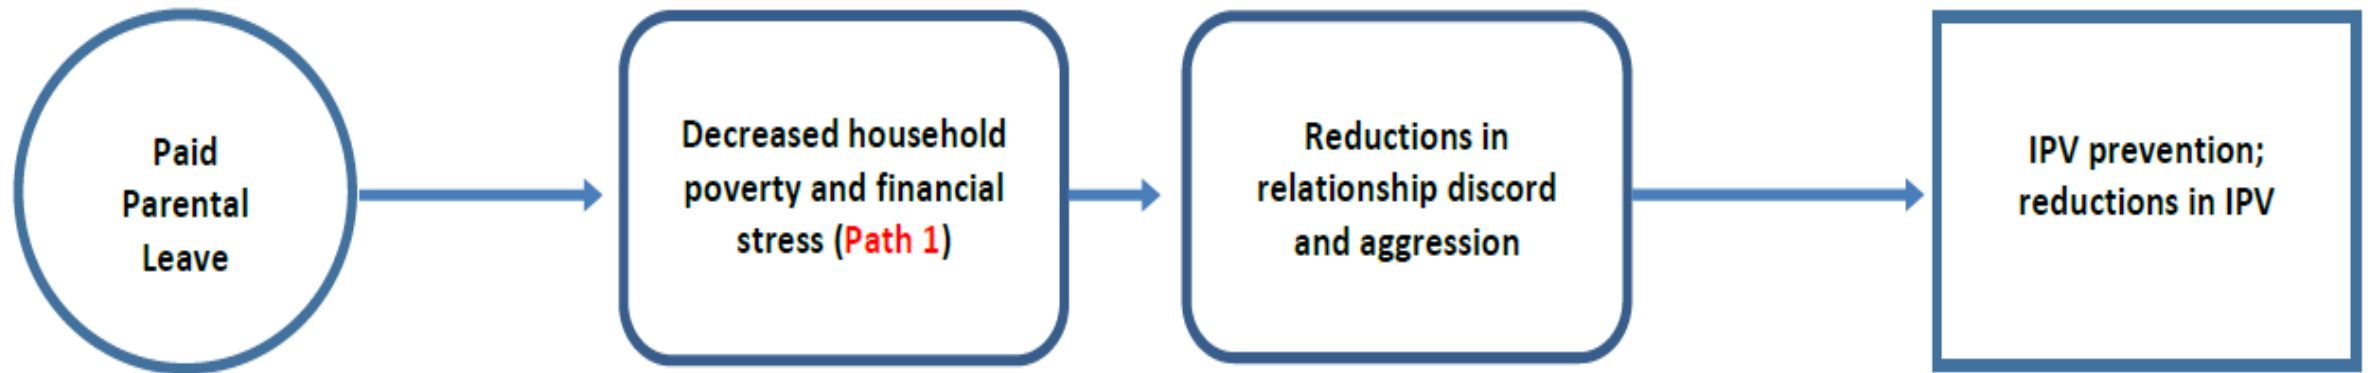 Paid
Parental
Leave
Decreased household
poverty and financial
stress (Path 1)
Reductions in
relationship discord
and aggression
IPV prevention;
reductions in IPV